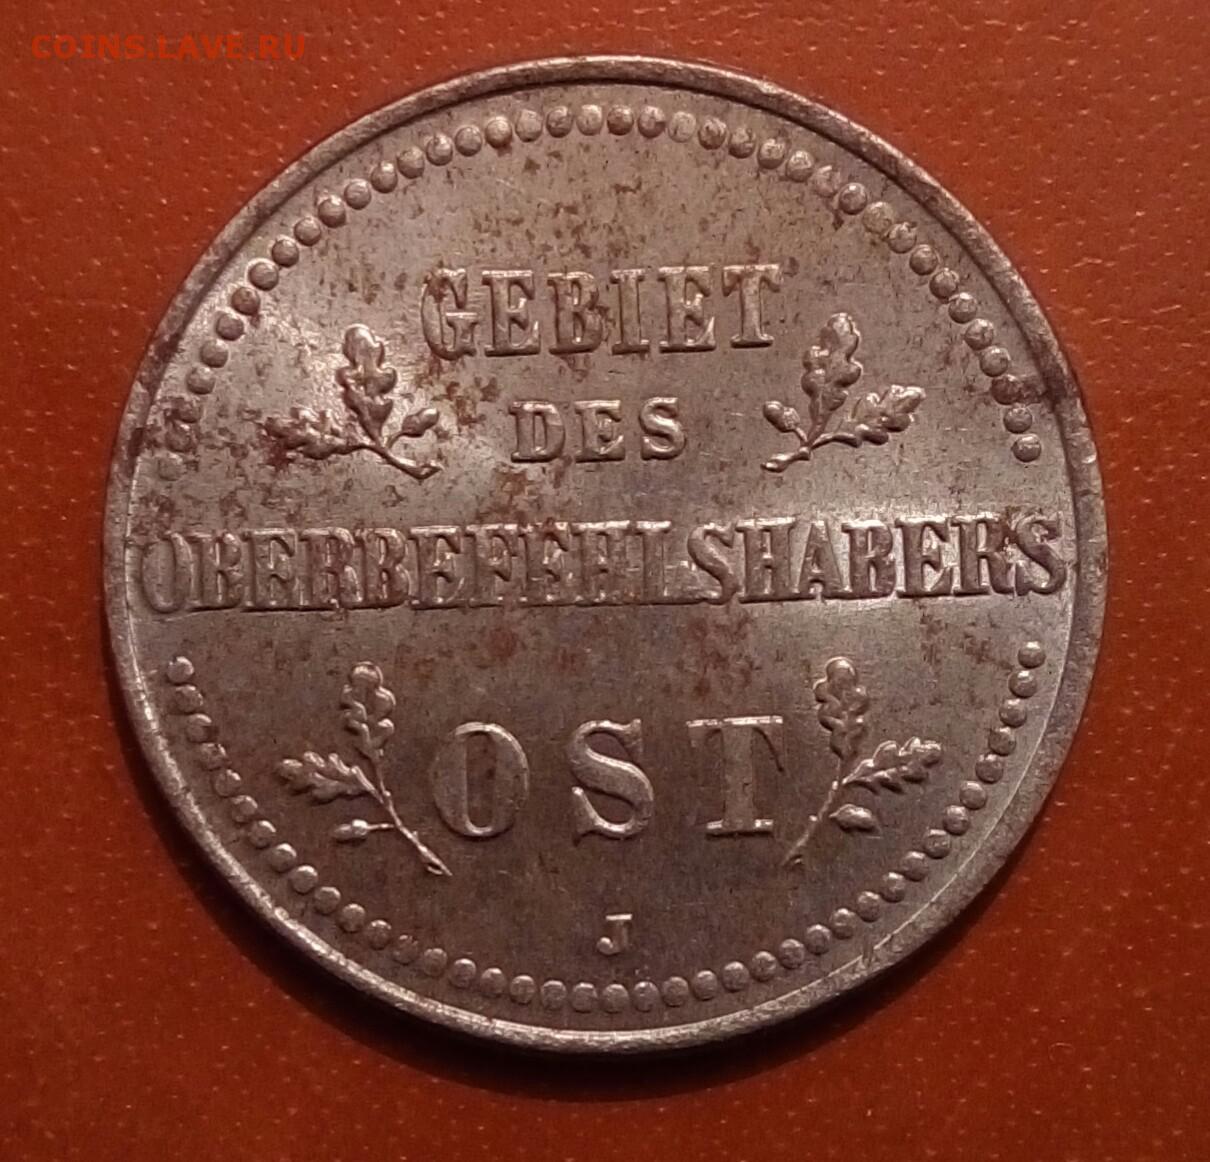 COINS.LAVE.RU
GEBIET
DES
OBERBEFEHLSHABERS
OST
J